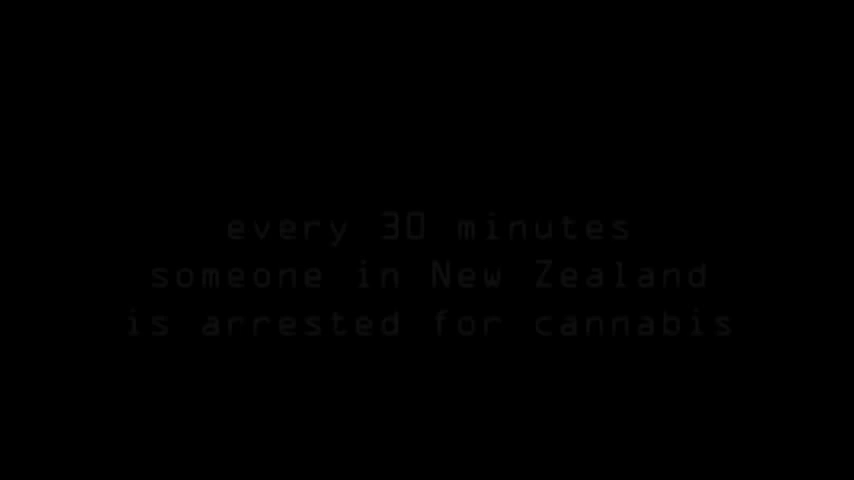 every 30 minutes
someone in New Zealand
is arrested for cannabis